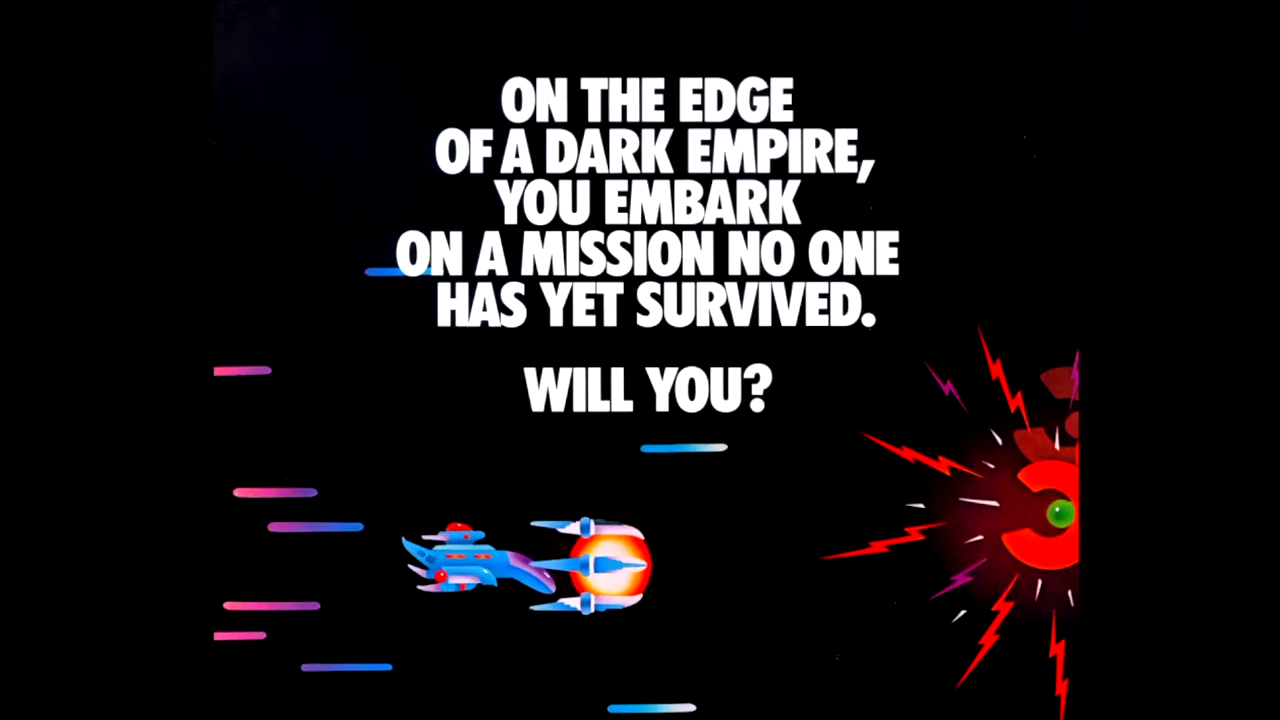 ON THE EDGE
OF A DARK EMPIRE,
YOU EMBARK
ON A MISSION NO ONE
HAS YET SURVIVED.
WILL YOU?